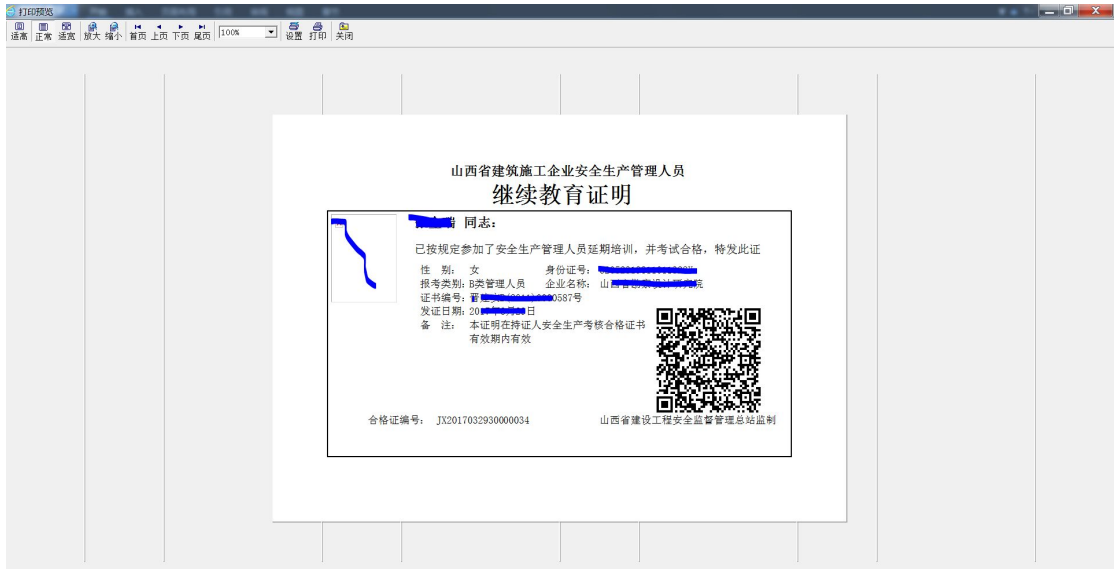 打印预览
适高 正常 适宽 放大 缩小 首页 上页 下页 尾页 100% 设置 打印 关闭
山西省建筑施工企业安全生产管理人员
继续教育证明
同志：
已按规定参加了安全生产管理人员延期培训，并考试合格，特发此证
性 别： 女 身份证号：
报考类别：B类管理人员 企业名称： 山
证书编号： 0587号
发证日期：20 日
备 注： 本证明在持证人安全生产考核合格证书
有效期内有效
合格证编号： JX2017032930000034 山西省建设工程安全监督管理总站监制